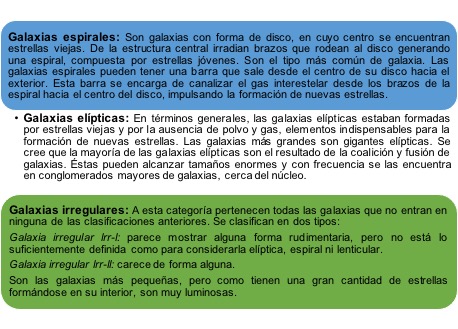 Galaxias espirales: Son galaxias con forma de disco, en cuyo centro se encuentran
estrellas viejas. De la estructura central irradian brazos que rodean al disco generando
una espiral, compuesta por estrellas jóvenes. Son el tipo más común de galaxia. Las
galaxias espirales pueden tener una barra que sale desde el centro de su disco hacia el
exterior. Esta barra se encarga de canalizar el gas interestelar desde los brazos de la
espiral hacia el centro del disco, impulsando la formación de nuevas estrellas.
• Galaxias elípticas: En términos generales, las galaxias elípticas estaban formadas
por estrellas viejas y por la ausencia de polvo y gas, elementos indispensables para la
formación de nuevas estrellas. Las galaxias más grandes son gigantes elípticas. Se
cree que la mayoría de las galaxias elípticas son el resultado de la coalición y fusión de
galaxias. Éstas pueden alcanzar tamaños enormes y con frecuencia se las encuentra
en conglomerados mayores de galaxias, cerca del núcleo.
Galaxias irregulares: A esta categoría pertenecen todas las galaxias que no entran en
ninguna de las clasificaciones anteriores. Se clasifican en dos tipos:
Galaxia irregular Irr-I: parece mostrar alguna forma rudimentaria, pero no está lo
suficientemente definida como para considerarla elíptica, espiral ni lenticular.
Galaxia irregular Irr-II: carece de forma alguna.
Son las galaxias más pequeñas, pero como tienen una gran cantidad de estrellas
formándose en su interior, son muy luminosas.